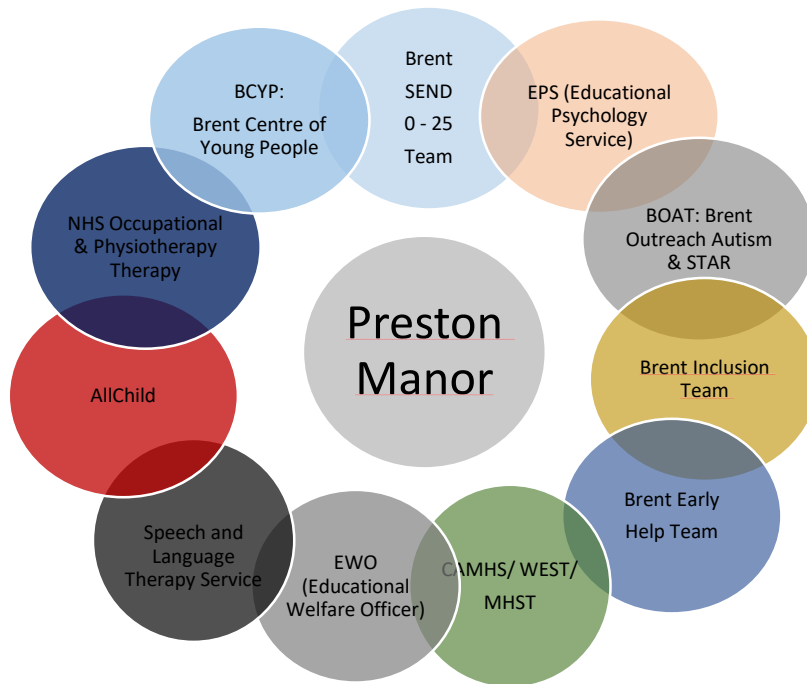 Brent
SEND
0 - 25
Team
EPS (Educational
Psychology
Service)
BOAT: Brent
Outreach Autism
& STAR
Brent Inclusion
Team
Brent Early
Help Team
CAMHS/ WEST/
MHST
EWO
(Educational
Welfare Officer)
Speech and
Language
Therapy Service
AllChild
NHS Occupational
& Physiotherapy
Therapy
BCYP:
Brent Centre of
Young People
Preston
Manor